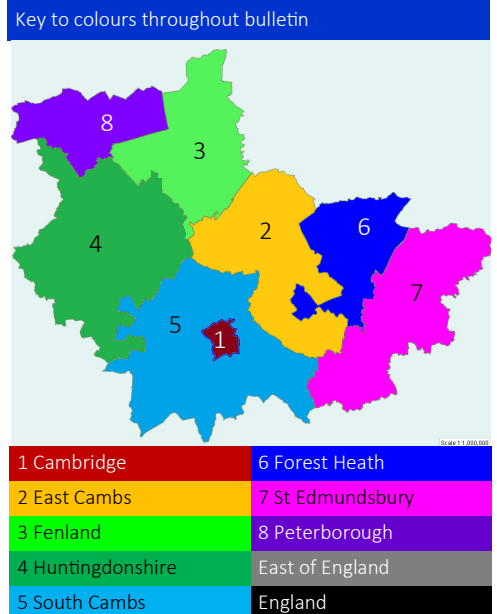 Key to colours throughout bulletin
8
3
2
6
4
7
5
1
Scale 1:1,000,000
1 Cambridge
6 Forest Heath
2 East Cambs
7 St Edmundsbury
3 Fenland
8 Peterborough
4 Huntingdonshire
East of England
5 South Cambs
England